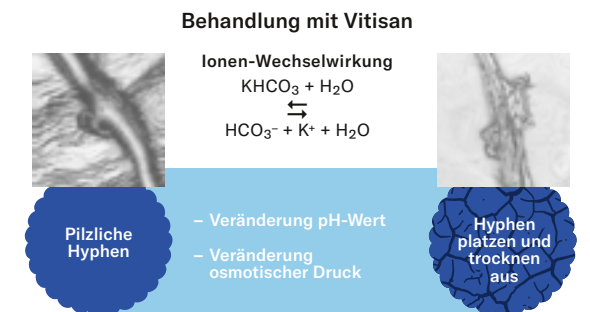 Behandlung mit Vitisan
Ionen-Wechselwirkung
KHCO₃ + H₂O
⇆
HCO₃⁻ + K⁺ + H₂O
Pilzliche
Hyphen
– Veränderung pH-Wert
– Veränderung
osmotischer Druck
Hyphen
platzen und
trocknen
aus